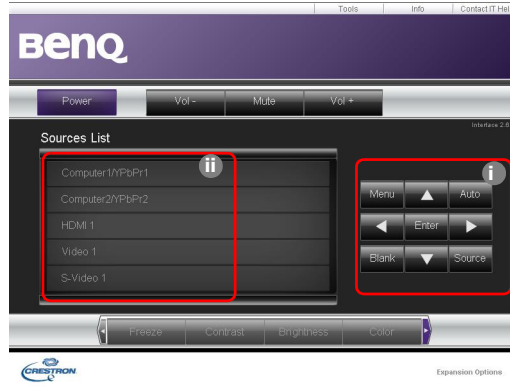 Tools Info Contact IT Hel
BenQ
Power Vol - Mute Vol +
Interface 2.6
Sources List
ii
i
Computer1/YPbPr1
Computer2/YPbPr2
HDMI 1
Video 1
S-Video 1
Menu Auto
Enter
Blank Source
Freeze Contrast Brightness Color
CRESTRON
Expansion Options